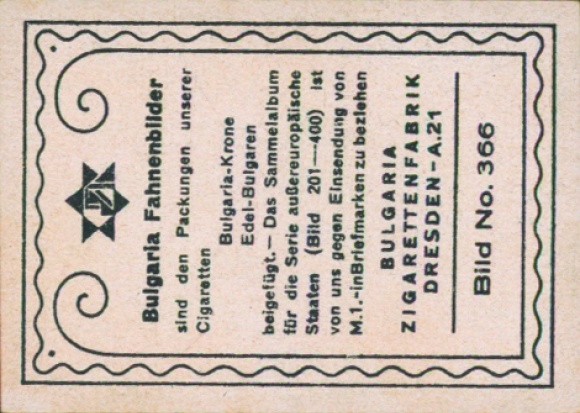 Bulgaria Fahnenbilder
sind den Packungen unserer
Cigaretten
Bulgaria-Krone
Edel-Bulgaren
beigefügt. — Das Sammelalbum
für die Serie außereuropäische
Staaten (Bild 201—400) ist
von uns gegen Einsendung von
M.1.-inBriefmarken zu beziehen
BULGARIA
ZIGARETTENFABRIK
DRESDEN-A.21
Bild No. 366